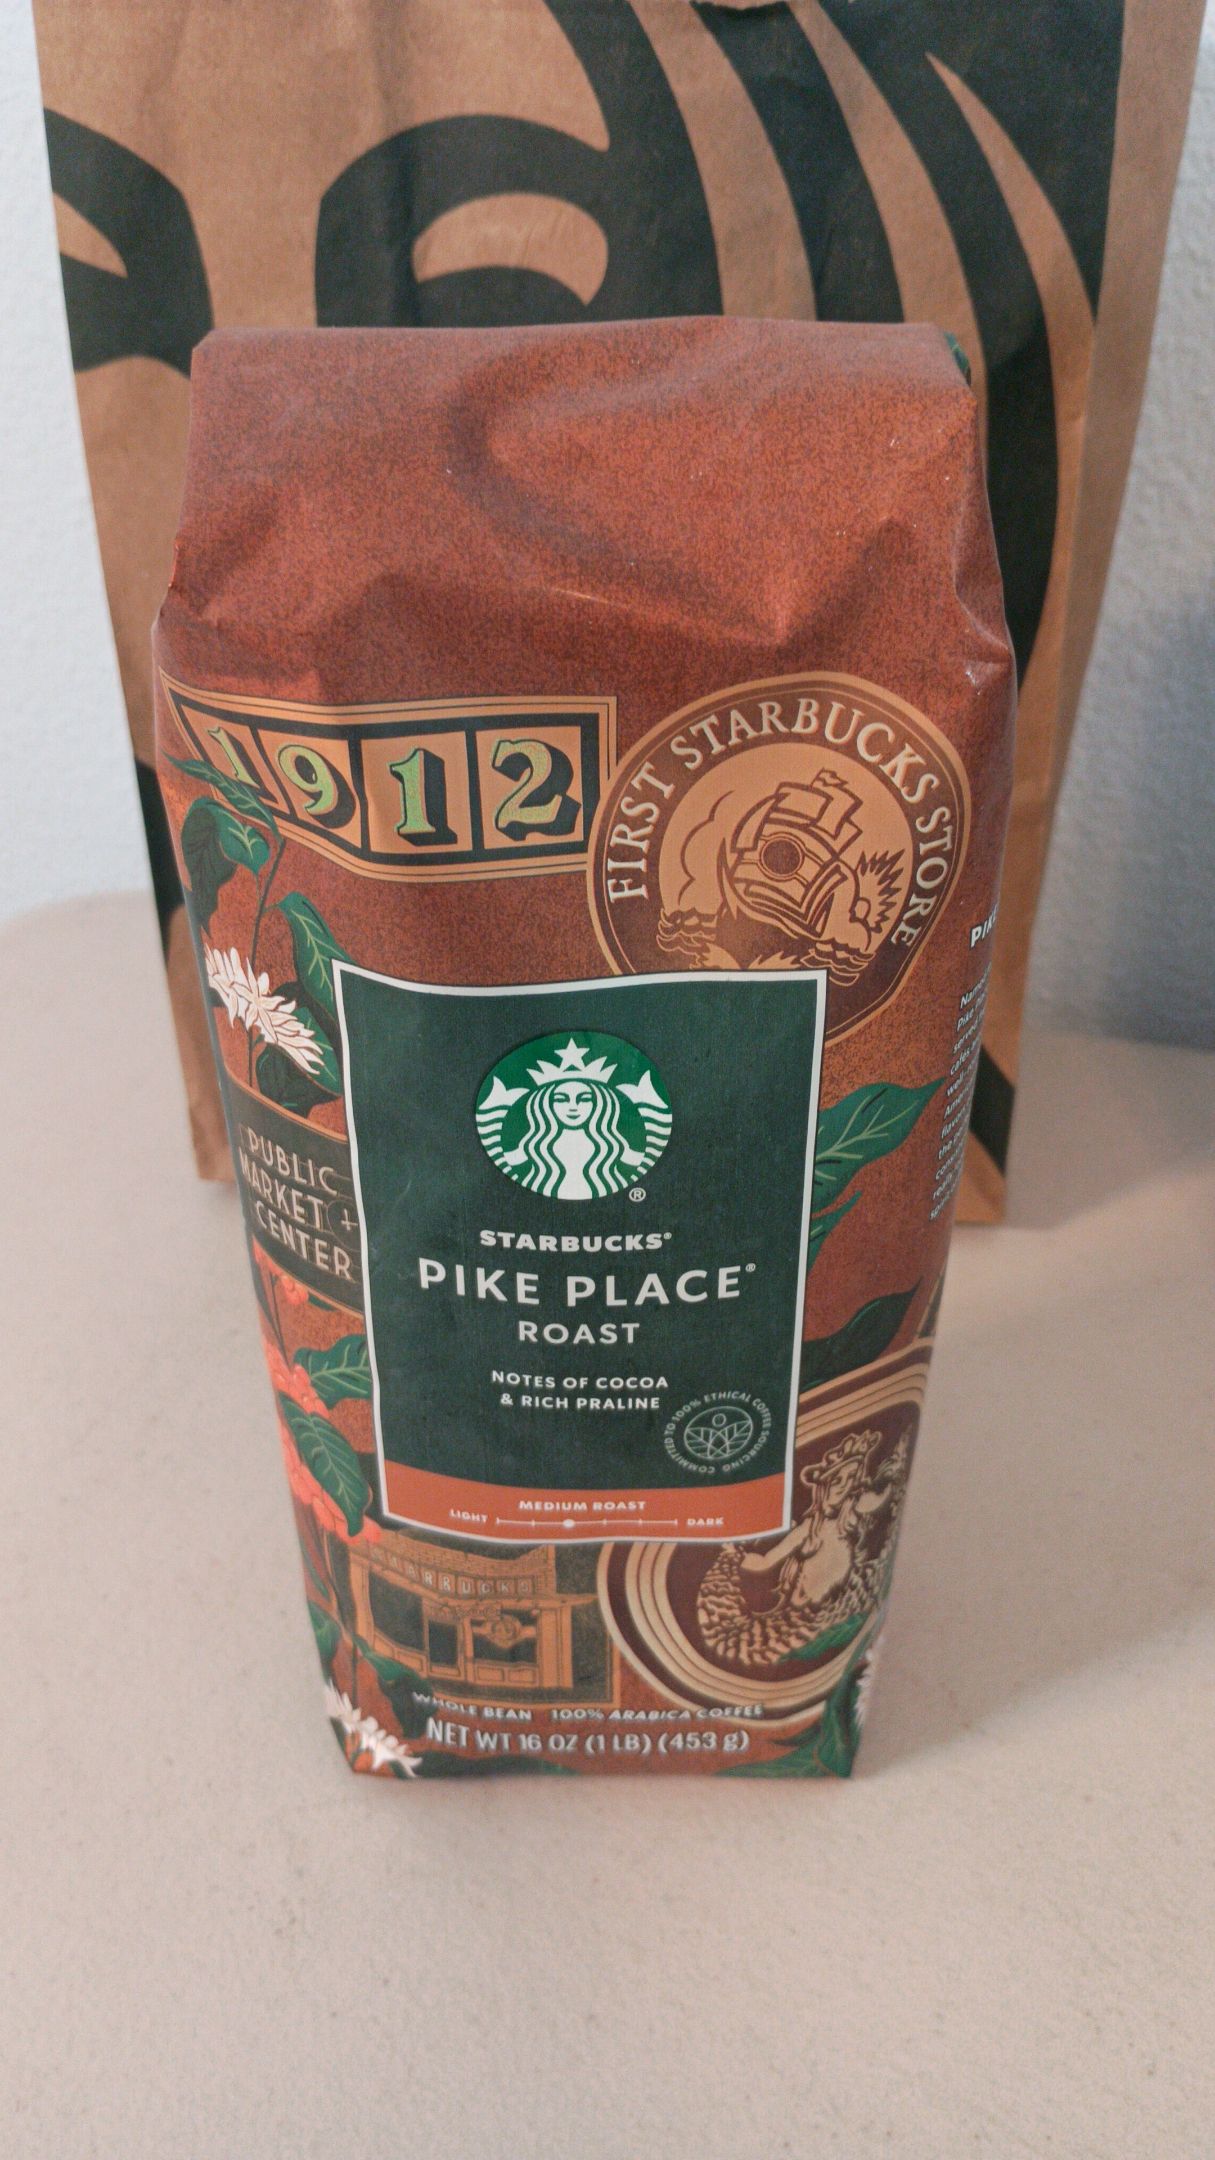 1912
FIRST STARBUCKS STORE
PUBLIC
MARKET
CENTER
STARBUCKS®
PIKE PLACE®
ROAST
NOTES OF COCOA
& RICH PRALINE
COMMITTED TO 100% ETHICAL COFFEE SOURCING
MEDIUM ROAST
LIGHT DARK
STARBUCKS
WHOLE BEAN 100% ARABICA COFFEE
NET WT 16 OZ (1 LB) (453 g)